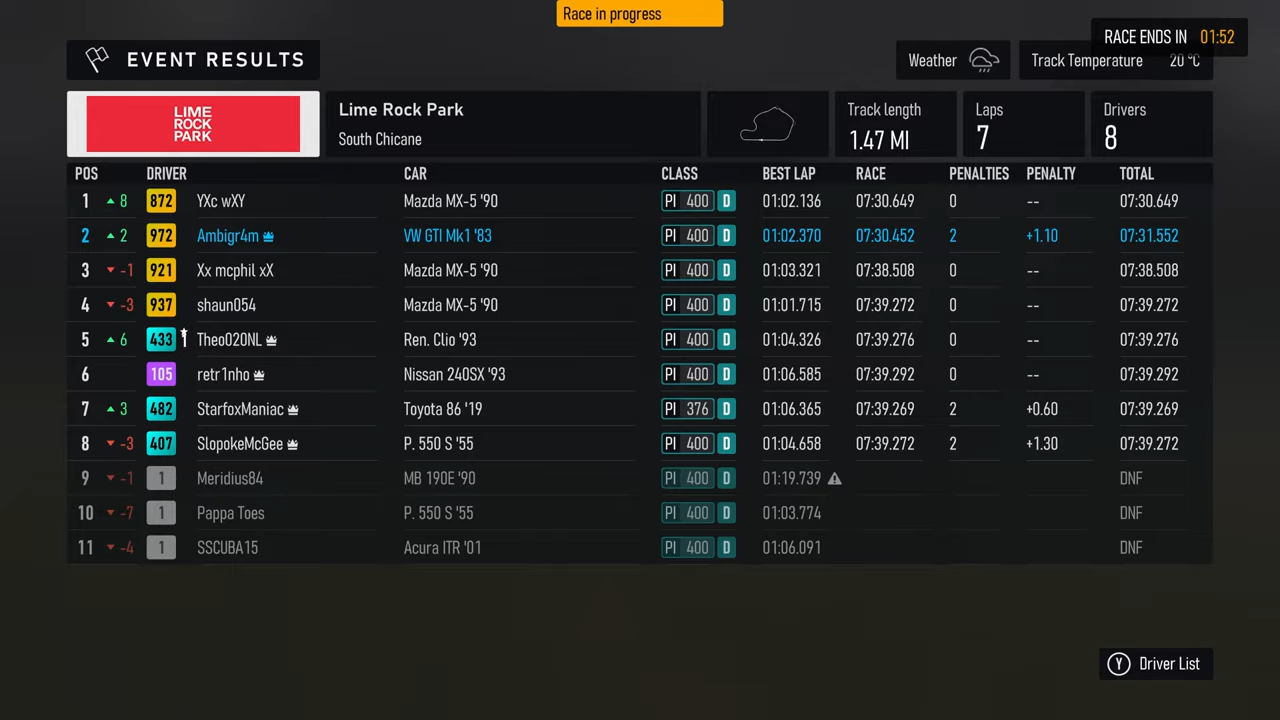 Race in progress
RACE ENDS IN 01:52
EVENT RESULTS
Weather
Track Temperature 20 °C
LIME
ROCK
PARK
Lime Rock Park
South Chicane
Track length
1.47 MI
Laps
7
Drivers
8
POS DRIVER CAR CLASS BEST LAP RACE PENALTIES PENALTY TOTAL
1 8 872 YXc wXY Mazda MX-5 '90 PI 400 D 01:02.136 07:30.649 0 -- 07:30.649
2 2 972 Ambigr4m VW GTI Mk1 '83 PI 400 D 01:02.370 07:30.452 2 +1.10 07:31.552
3 -1 921 Xx mcphil xX Mazda MX-5 '90 PI 400 D 01:03.321 07:38.508 0 -- 07:38.508
4 -3 937 shaun054 Mazda MX-5 '90 PI 400 D 01:01.715 07:39.272 0 -- 07:39.272
5 6 433 Theo020NL Ren. Clio '93 PI 400 D 01:04.326 07:39.276 0 -- 07:39.276
6 105 retr1nho Nissan 240SX '93 PI 400 D 01:06.585 07:39.292 0 -- 07:39.292
7 3 482 StarfoxManiac Toyota 86 '19 PI 376 D 01:06.365 07:39.269 2 +0.60 07:39.269
8 -3 407 SlopokeMcGee P. 550 S '55 PI 400 D 01:04.658 07:39.272 2 +1.30 07:39.272
9 -1 1 Meridius84 MB 190E '90 PI 400 D 01:19.739 DNF
10 -7 1 Pappa Toes P. 550 S '55 PI 400 D 01:03.774 DNF
11 -4 1 SSCUBA15 Acura ITR '01 PI 400 D 01:06.091 DNF
Y Driver List